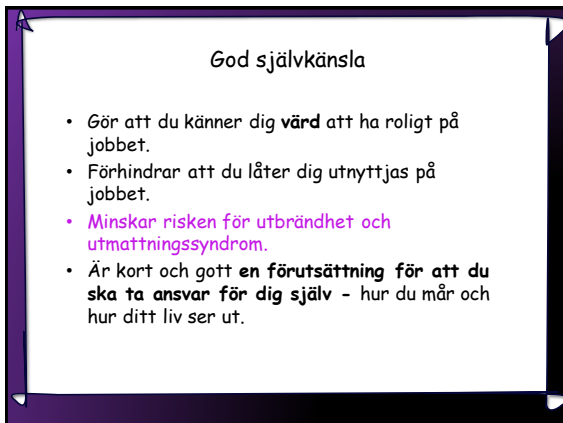 God självkänsla
• Gör att du känner dig värd att ha roligt på
jobbet.
• Förhindrar att du låter dig utnyttjas på
jobbet.
• Minskar risken för utbrändhet och
utmattningssyndrom.
• Är kort och gott en förutsättning för att du
ska ta ansvar för dig själv - hur du mår och
hur ditt liv ser ut.